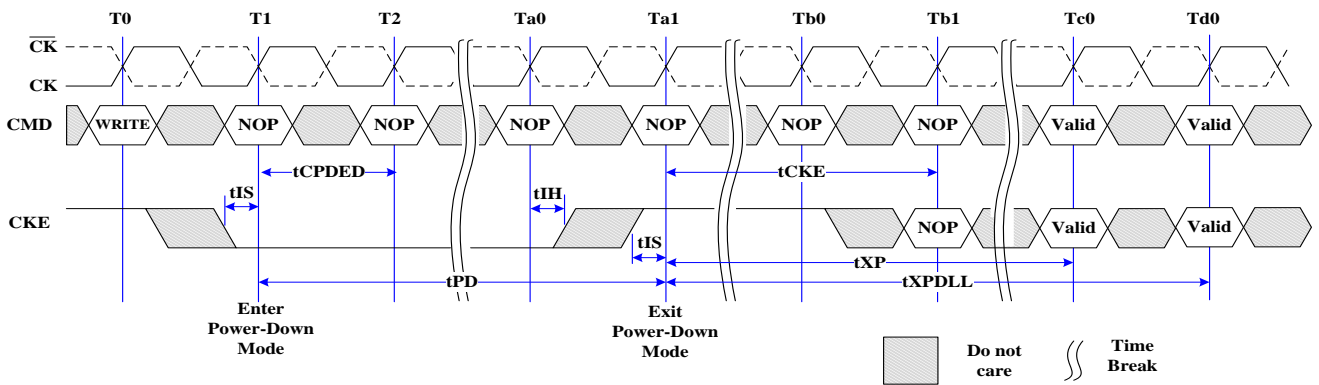 T0 T1 T2 Ta0 Ta1 Tb0 Tb1 Tc0 Td0
CK
CK
CMD WRITE NOP NOP NOP NOP NOP NOP Valid Valid
tCPDED tCKE
tIS tIH
CKE NOP Valid Valid
tIS
tXP
tPD tXPDLL
Enter
Power-Down
Mode
Exit
Power-Down
Mode
Do not
care
Time
Break